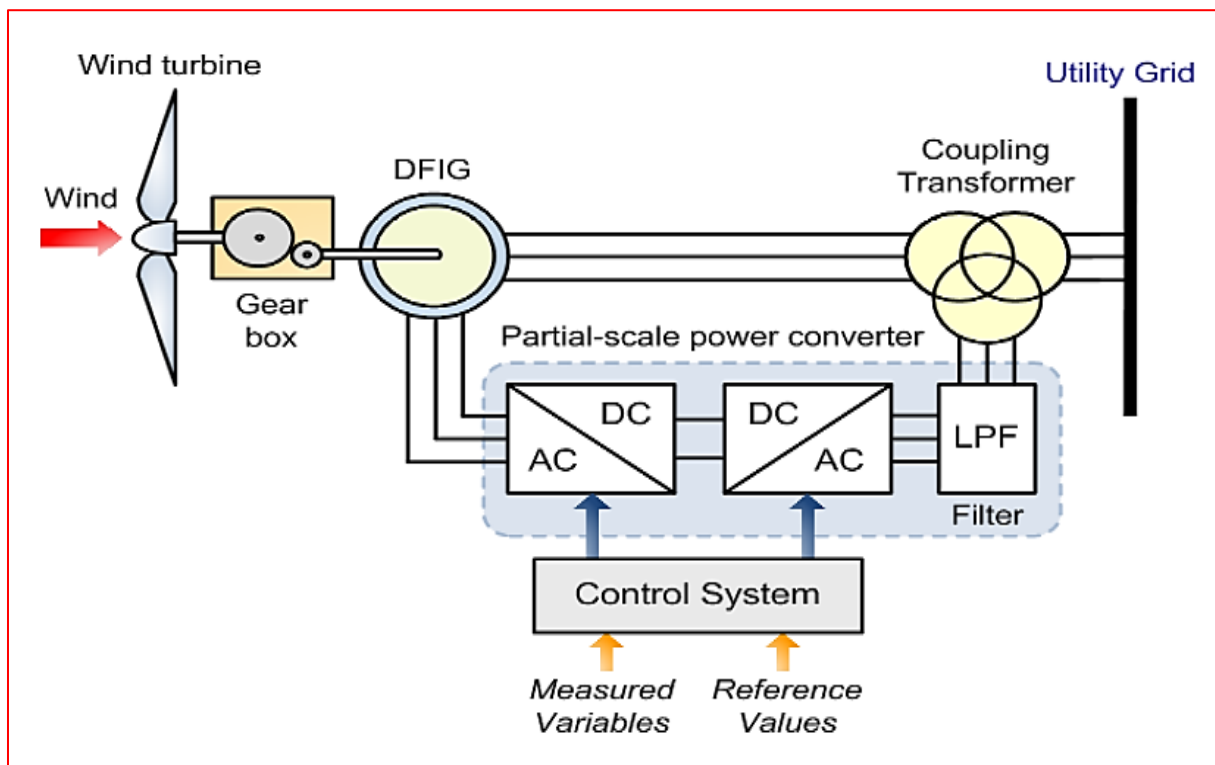 Wind turbine
Utility Grid
Coupling
Transformer
DFIG
Wind
Gear
box
Partial-scale power converter
DC
AC
DC
AC
LPF
Filter
Control System
Measured
Variables
Reference
Values